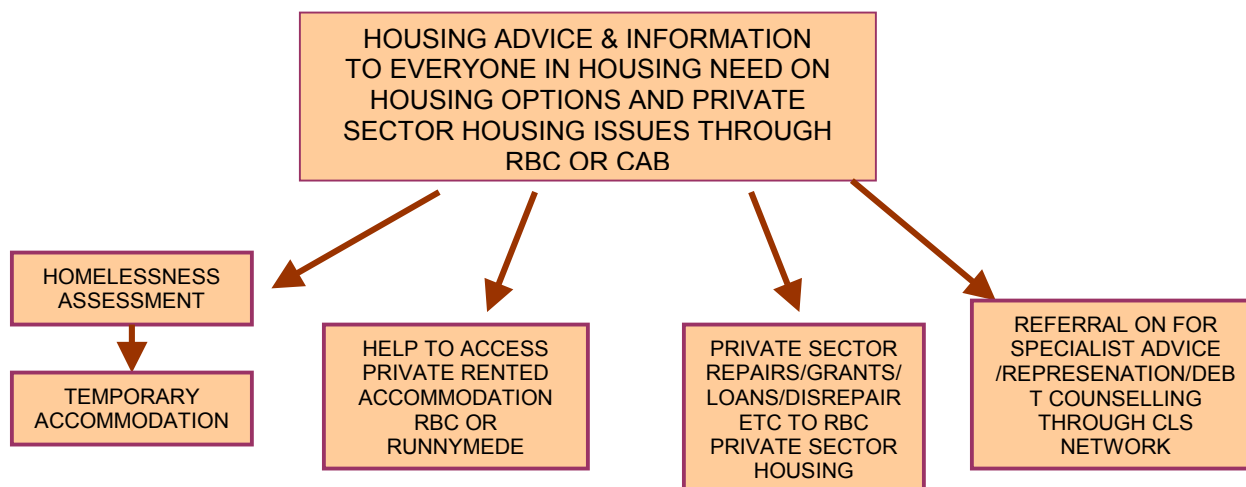 HOUSING ADVICE & INFORMATION
TO EVERYONE IN HOUSING NEED ON
HOUSING OPTIONS AND PRIVATE
SECTOR HOUSING ISSUES THROUGH
RBC OR CAB
HOMELESSNESS
ASSESSMENT
TEMPORARY
ACCOMMODATION
HELP TO ACCESS
PRIVATE RENTED
ACCOMMODATION
RBC OR
RUNNYMEDE
PRIVATE SECTOR
REPAIRS/GRANTS/
LOANS/DISREPAIR
ETC TO RBC
PRIVATE SECTOR
HOUSING
REFERRAL ON FOR
SPECIALIST ADVICE
/REPRESENATION/DEB
T COUNSELLING
THROUGH CLS
NETWORK